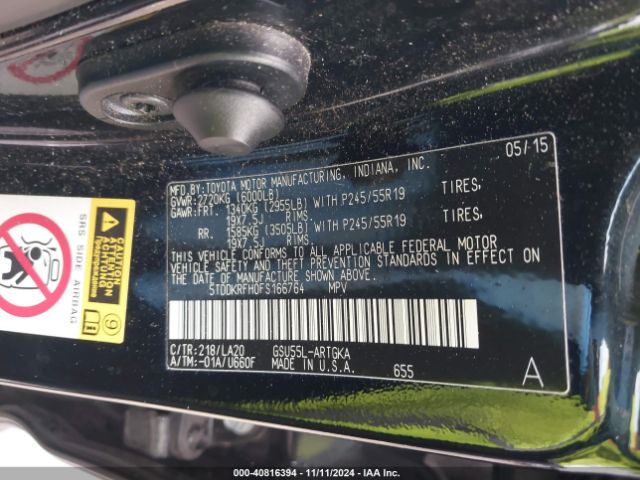 05/15
MFD.BY:TOYOTA MOTOR MANUFACTURING, INDIANA, INC.
GVWR:2720KG (6000LB)
GAWR:FRT. 1340KG (2955LB) WITH P245/55R19 TIRES,
19X7.5J RIMS
RR. 1585KG (3505LB) WITH P245/55R19 TIRES,
19X7.5J RIMS
THIS VEHICLE CONFORMS TO ALL APPLICABLE FEDERAL MOTOR
VEHICLE SAFETY AND THEFT PREVENTION STANDARDS IN EFFECT ON
THE DATE OF MANUFACTURE SHOWN ABOVE.
5TDDKRFH0FS166764 MPV
C/TR:218/LA20 GSU55L-ARTGKA
A/TM:-01A/U660F MADE IN U.S.A. 655 A
SRS SIDE AIRBAG
CAUTION
9
000-40816394 - 11/11/2024 - IAA Inc.